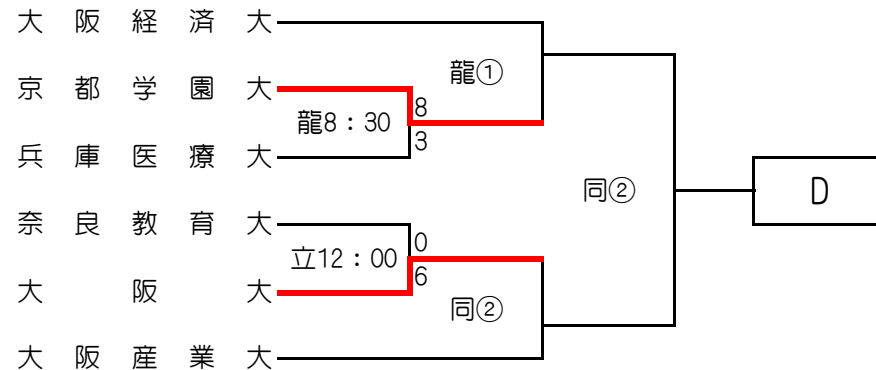 大阪経済大
龍①
京都学園大
8
龍8：30
3
兵庫医療大
同②
D
奈良教育大
0
立12：00
6
大阪大
同②
大阪産業大